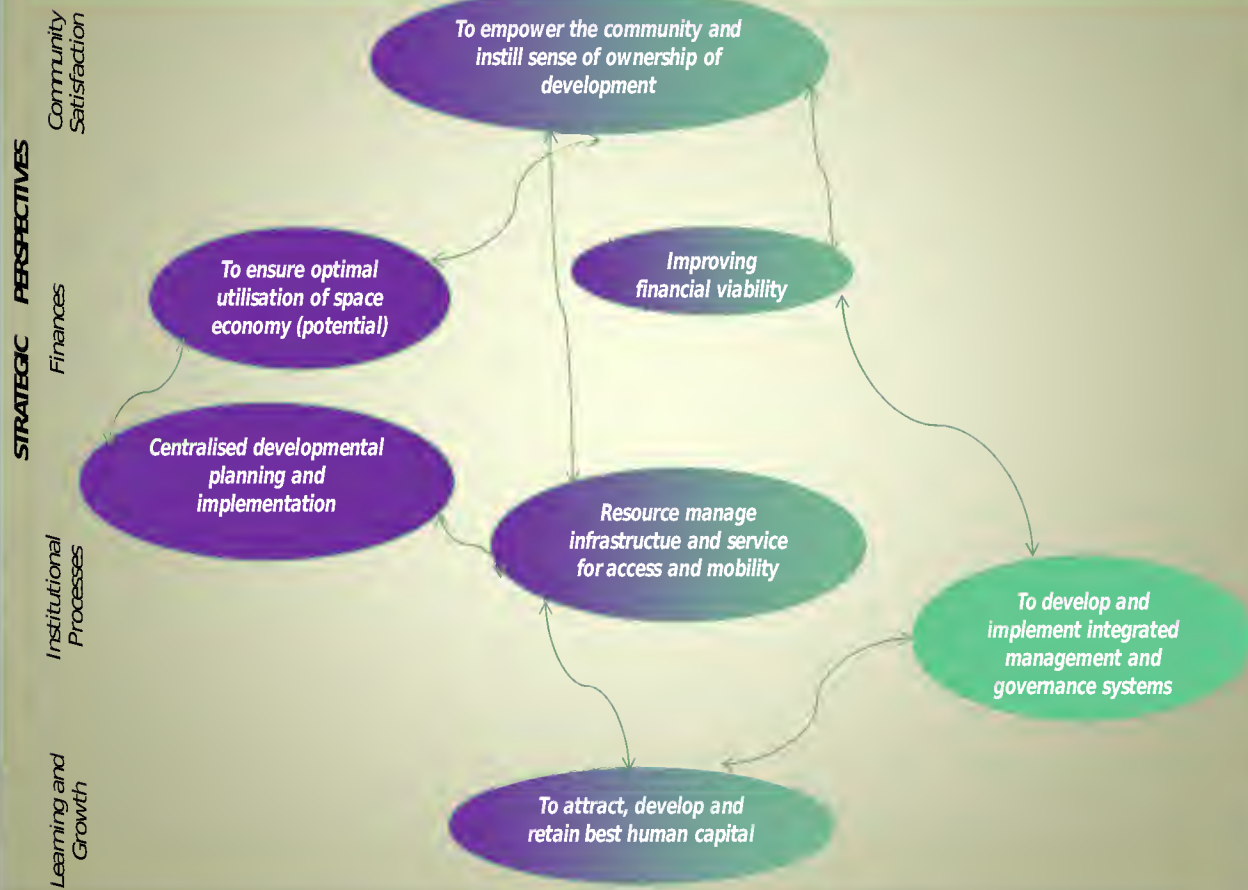 STRATEGIC PERSPECTIVES
Community
Satisfaction
To empower the community and
instill sense of ownership of
development
Finances
To ensure optimal
utilisation of space
economy (potential)
Improving
financial viability
Institutional
Processes
Centralised developmental
planning and
implementation
Resource manage
infrastructue and service
for access and mobility
To develop and
implement integrated
management and
governance systems
Learning and
Growth
To attract, develop and
retain best human capital